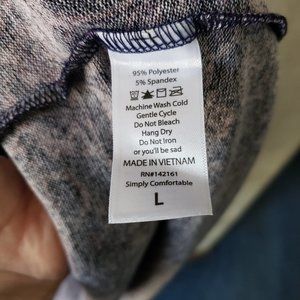 95% Polyester
5% Spandex
Machine Wash Cold
Gentle Cycle
Do Not Bleach
Hang Dry
Do Not Iron
or you'll be sad
MADE IN VIETNAM
RN#142161
Simply Comfortable
L